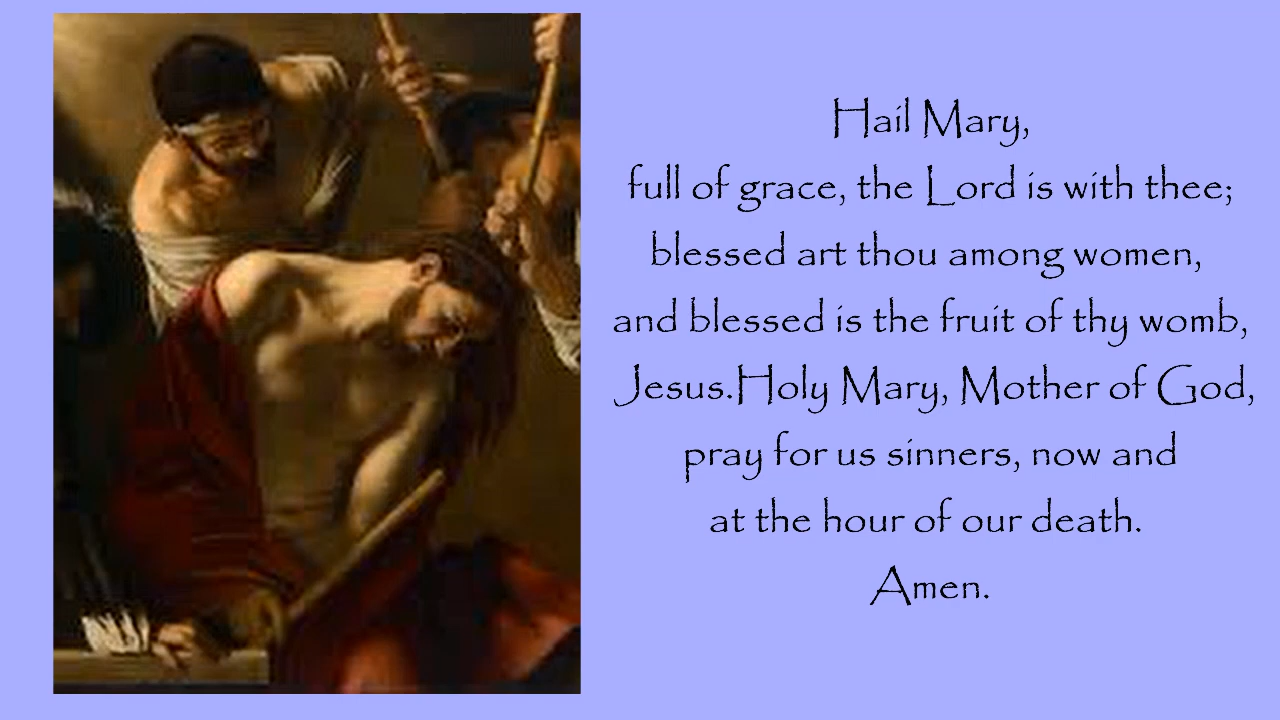 Hail Mary,
full of grace, the Lord is with thee;
blessed art thou among women,
and blessed is the fruit of thy womb,
Jesus.Holy Mary, Mother of God,
pray for us sinners, now and
at the hour of our death.
Amen.